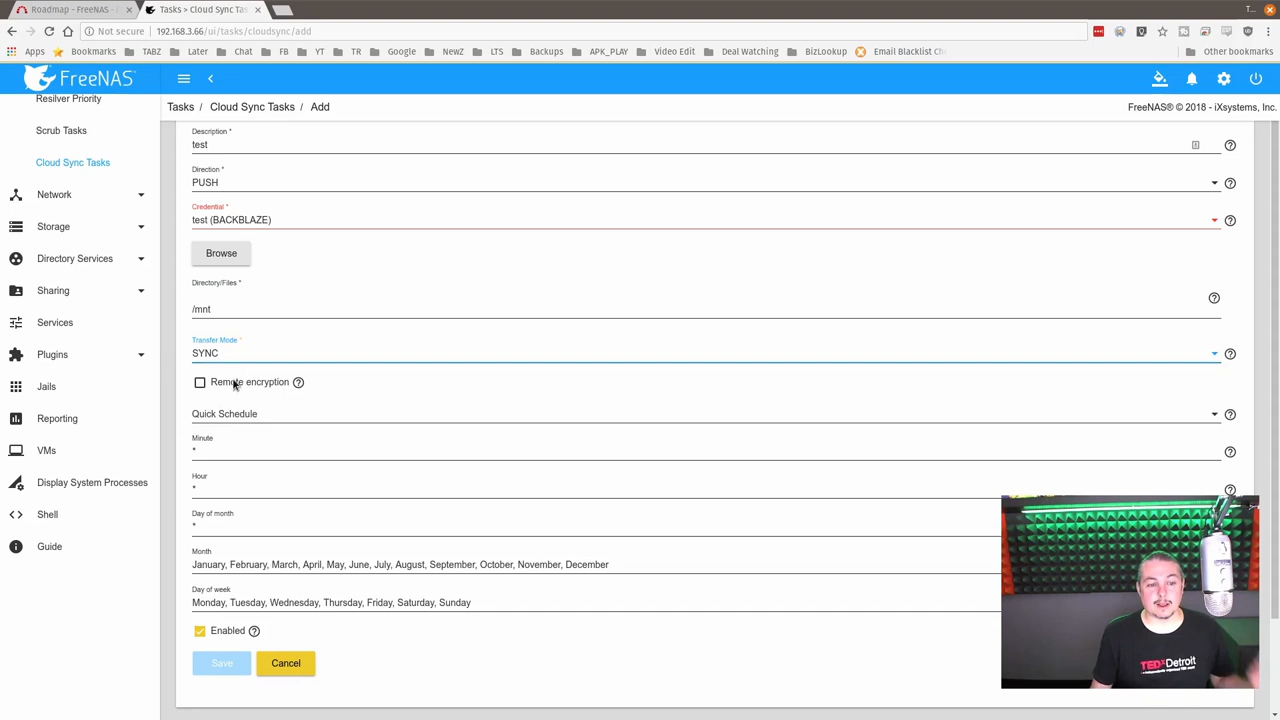 Roadmap - FreeNAS
Tasks > Cloud Sync Tasks
T...
Not secure
192.168.3.66/ui/tasks/cloudsync/add
Apps
Bookmarks
TABZ
Later
Chat
FB
YT
TR
Google
NewZ
LTS
Backups
APK_PLAY
Video Edit
Deal Watching
BizLookup
Email Blacklist
Other bookmarks
FreeNAS
Tasks / Cloud Sync Tasks / Add
FreeNAS® © 2018 - iXsystems, Inc.
Resilver Priority
Scrub Tasks
Cloud Sync Tasks
Network
Storage
Directory Services
Sharing
Services
Plugins
Jails
Reporting
VMs
Display System Processes
Shell
Guide
Description *
test
Direction *
PUSH
Credential *
test (BACKBLAZE)
Browse
Directory/Files *
/mnt
Transfer Mode *
SYNC
Remote encryption
Quick Schedule
Minute
*
Hour
*
Day of month
*
Month
January, February, March, April, May, June, July, August, September, October, November, December
Day of week
Monday, Tuesday, Wednesday, Thursday, Friday, Saturday, Sunday
Enabled
Save
Cancel
TEDxDetroit